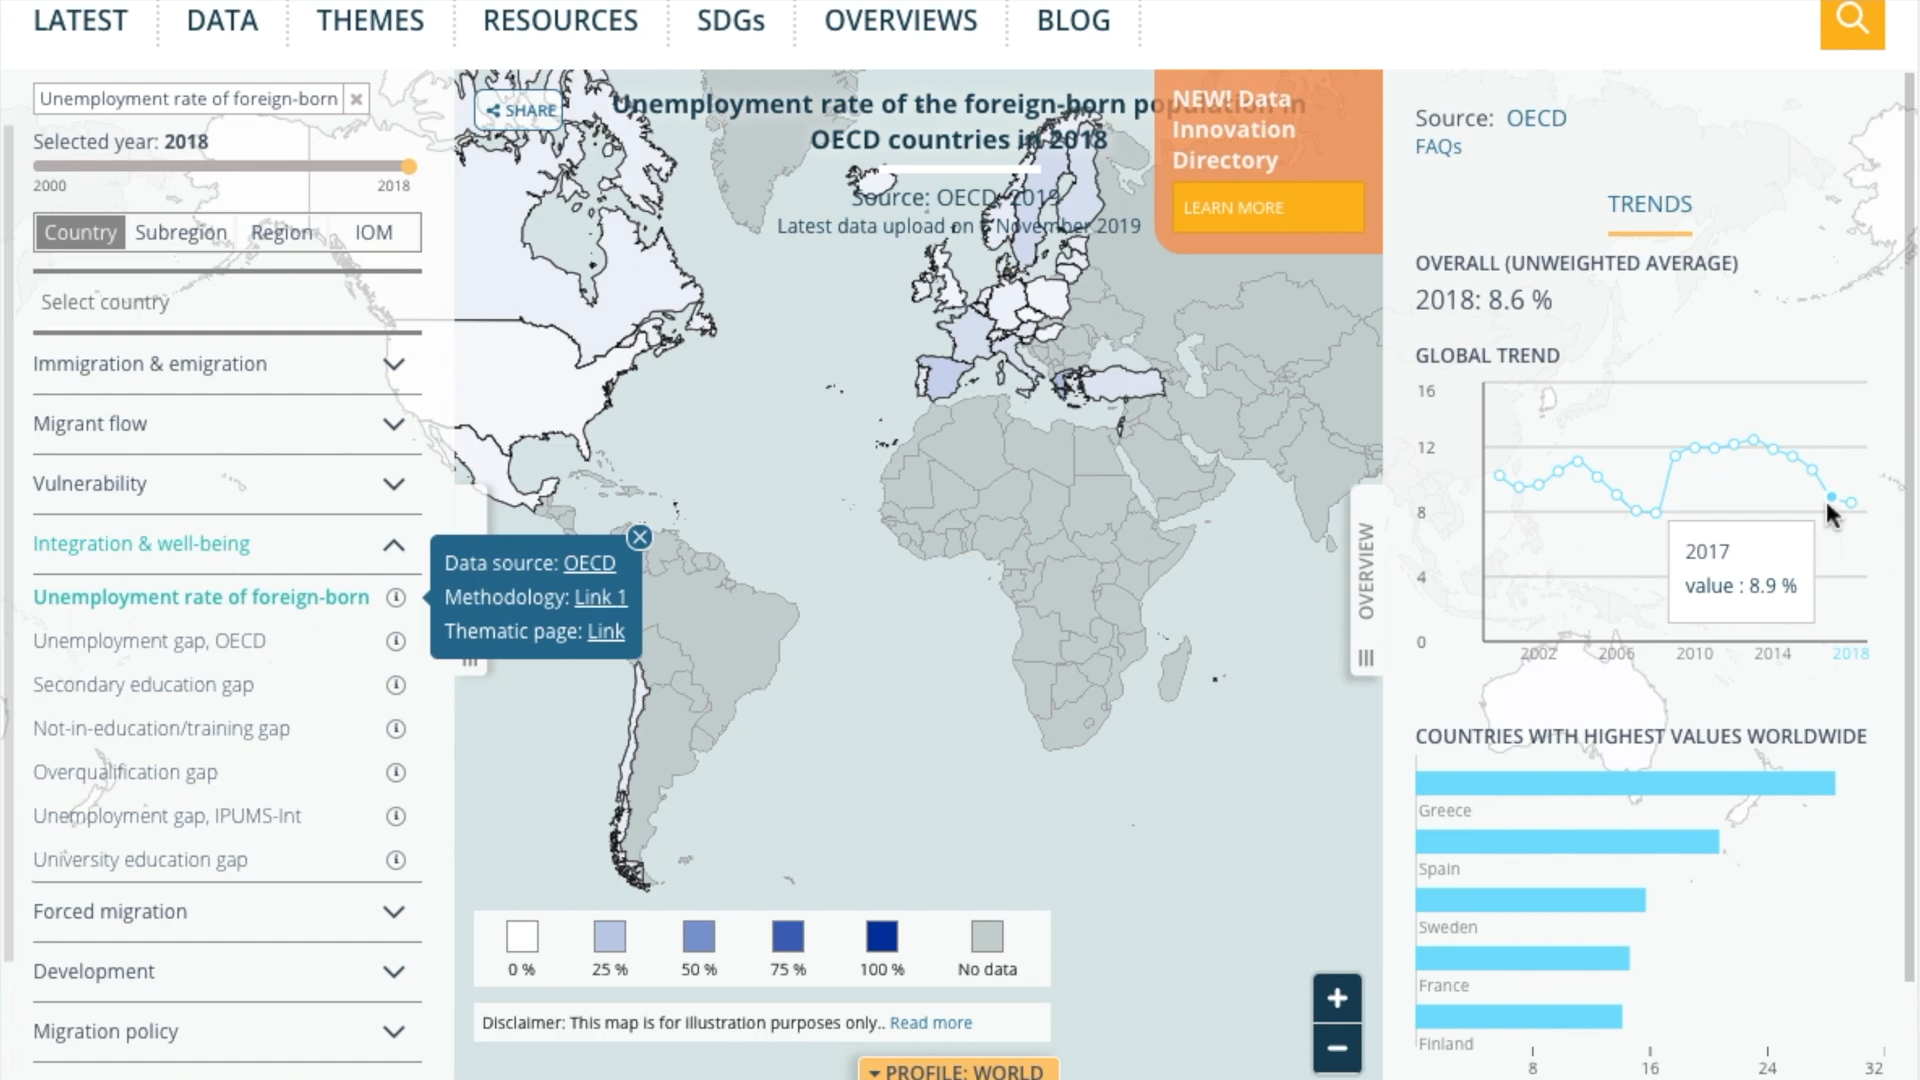 LATEST
DATA
THEMES
RESOURCES
SDGs
OVERVIEWS
BLOG
Unemployment rate of foreign-born
Selected year: 2018
2000
2018
Country
Subregion
Region
IOM
Select country
Immigration & emigration
Migrant flow
Vulnerability
Integration & well-being
Unemployment rate of foreign-born
Unemployment gap, OECD
Secondary education gap
Not-in-education/training gap
Overqualification gap
Unemployment gap, IPUMS-Int
University education gap
Forced migration
Development
Migration policy
SHARE
Unemployment rate of the foreign-born population in
OECD countries in 2018
Source: OECD, 2019
Latest data upload on November 2019
NEW! Data
Innovation
Directory
LEARN MORE
Data source: OECD
Methodology: Link 1
Thematic page: Link
0 %
25 %
50 %
75 %
100 %
No data
Disclaimer: This map is for illustration purposes only.. Read more
+
−
PROFILE: WORLD
OVERVIEW
Source: OECD
FAQs
TRENDS
OVERALL (UNWEIGHTED AVERAGE)
2018: 8.6 %
GLOBAL TREND
16
12
8
4
0
2002
2006
2010
2014
2018
2017
value : 8.9 %
COUNTRIES WITH HIGHEST VALUES WORLDWIDE
Greece
Spain
Sweden
France
Finland
8
16
24
32